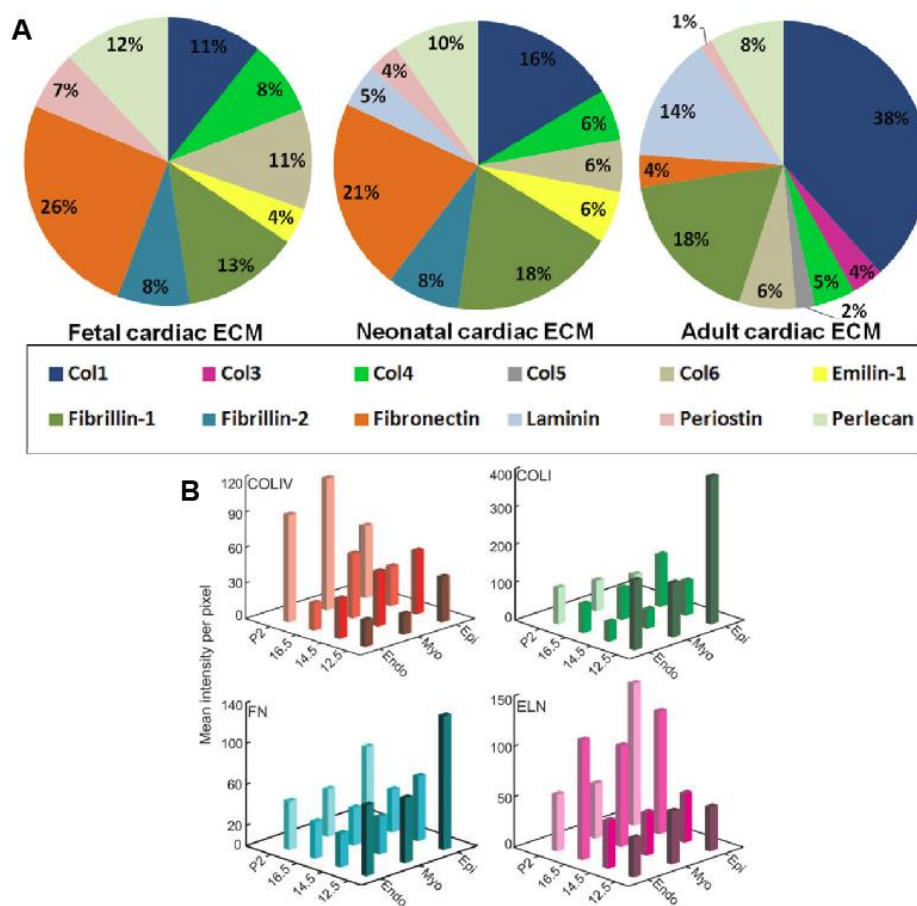 A
12% 11% 8% 11% 4% 13% 8% 26% 7%
10% 16% 6% 6% 6% 18% 8% 21% 5% 4%
1% 8% 38% 4% 5% 2% 6% 18% 4% 14%
Fetal cardiac ECM Neonatal cardiac ECM Adult cardiac ECM
Col1 Col3 Col4 Col5 Col6 Emilin-1
Fibrillin-1 Fibrillin-2 Fibronectin Laminin Periostin Perlecan
B
Mean intensity per pixel
COLIV
120
90
60
30
0
P2 16.5 14.5 12.5
Endo Myo Epi
COLI
400
300
200
100
0
P2 16.5 14.5 12.5
Endo Myo Epi
FN
140
100
60
20
0
P2 16.5 14.5 12.5
Endo Myo Epi
ELN
150
100
50
0
P2 16.5 14.5 12.5
Endo Myo Epi